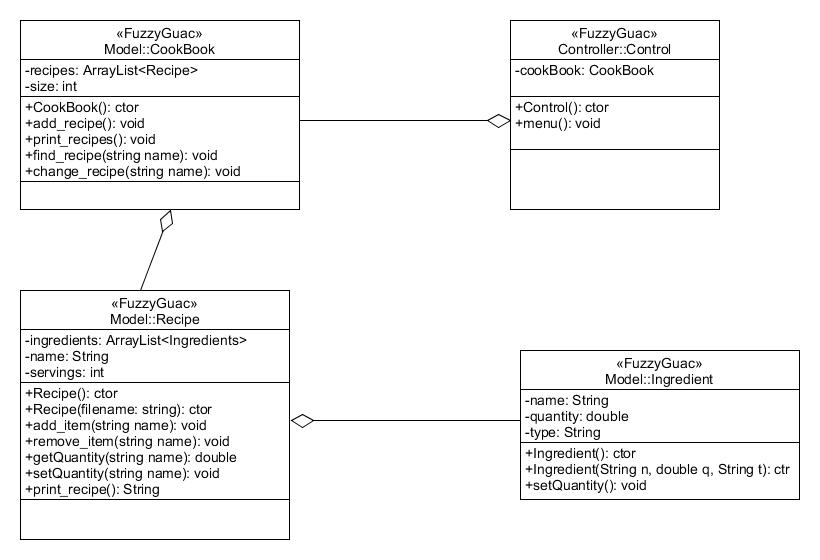 «FuzzyGuac»
Model::CookBook
-recipes: ArrayList<Recipe>
-size: int
+CookBook(): ctor
+add_recipe(): void
+print_recipes(): void
+find_recipe(string name): void
+change_recipe(string name): void
«FuzzyGuac»
Controller::Control
-cookBook: CookBook
+Control(): ctor
+menu(): void
«FuzzyGuac»
Model::Recipe
-ingredients: ArrayList<Ingredients>
-name: String
-servings: int
+Recipe(): ctor
+Recipe(filename: string): ctor
+add_item(string name): void
+remove_item(string name): void
+getQuantity(string name): double
+setQuantity(string name): void
+print_recipe(): String
«FuzzyGuac»
Model::Ingredient
-name: String
-quantity: double
-type: String
+Ingredient(): ctor
+Ingredient(String n, double q, String t): ctr
+setQuantity(): void